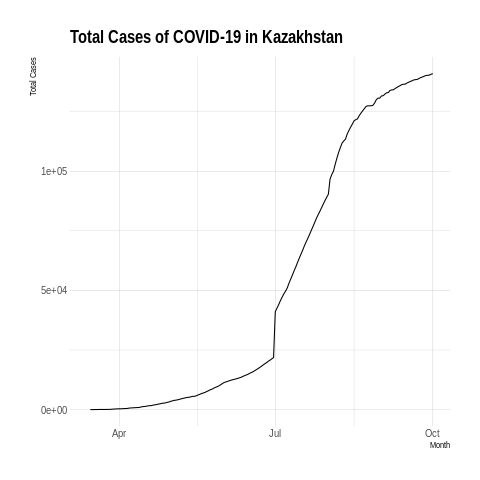 Total Cases of COVID-19 in Kazakhstan
Total Cases
1e+05
5e+04
0e+00
Apr
Jul
Oct
Month